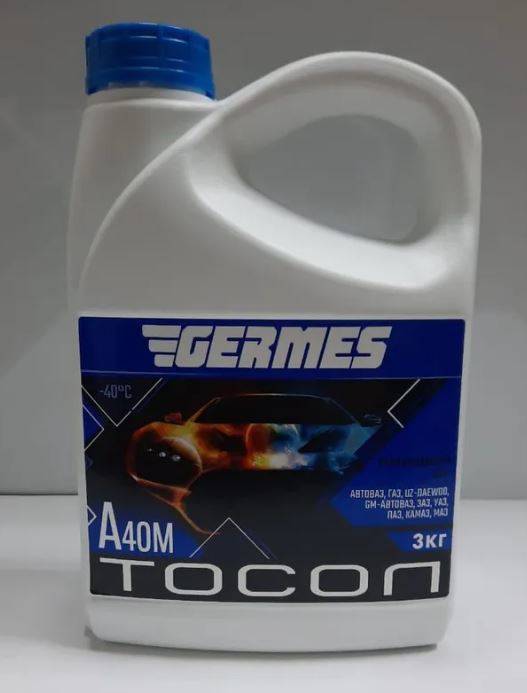 GERMES
-40°C
АВТОВАЗ, ГАЗ, UZ-DAEWOO,
GM-АВТОВАЗ, ЗАЗ, УАЗ,
ПАЗ, КАМАЗ, МАЗ
А40М
3КГ
ТОСОЛ